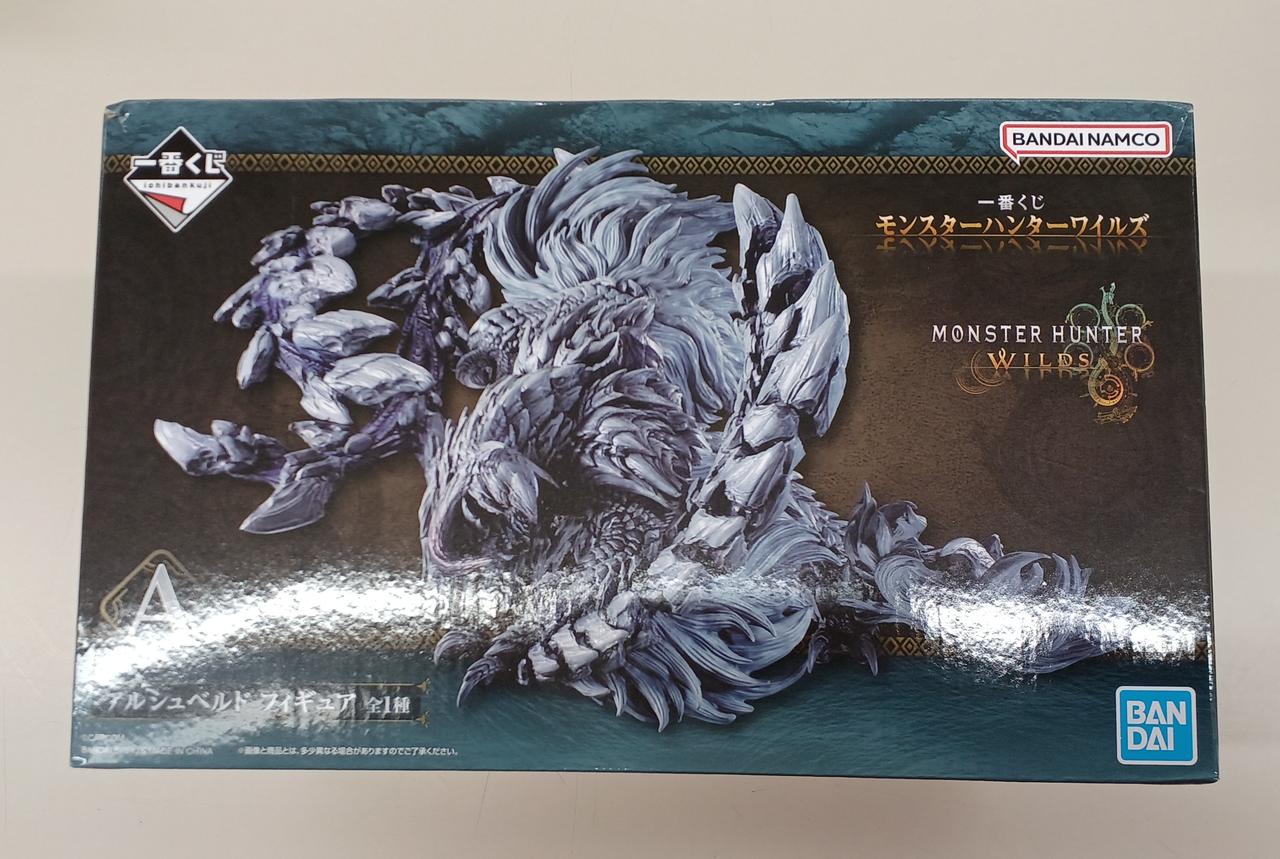 一番くじ
ichibankuji
BANDAI NAMCO
一番くじ
モンスターハンターワイルズ
MONSTER HUNTER
WILDS
A
アルシュベルド フィギュア 全1種
MADE IN CHINA
※画像と商品とは、多少異なる場合がありますのでご了承ください。
BAN
DAI